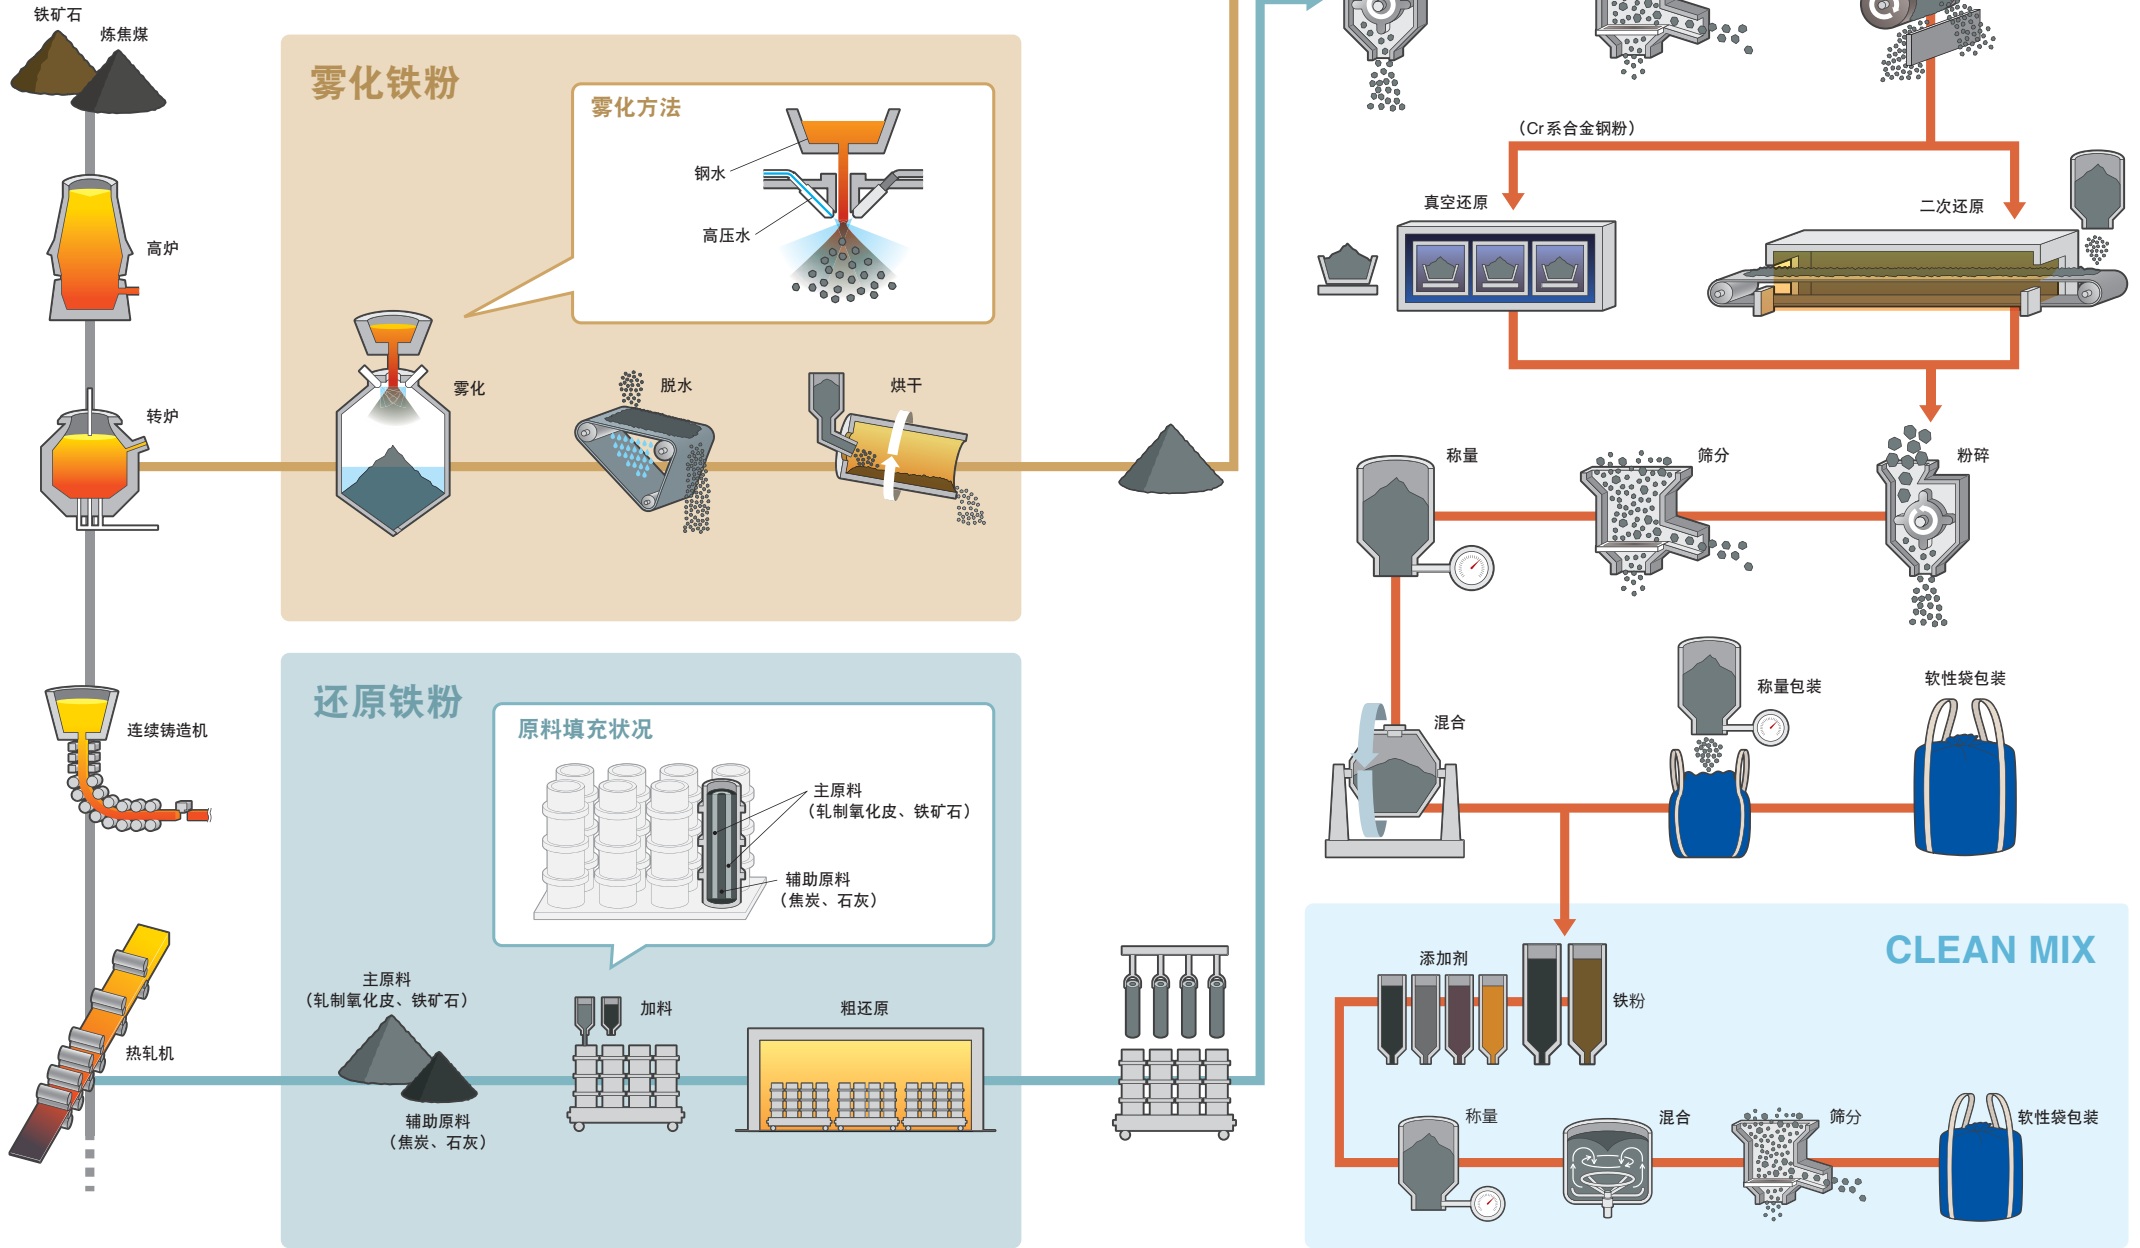 铁矿石
炼焦煤
高炉
转炉
连续铸造机
热轧机
雾化铁粉
雾化方法
钢水
高压水
雾化
脱水
烘干
还原铁粉
原料填充状况
主原料
（轧制氧化皮、铁矿石）
辅助原料
（焦炭、石灰）
主原料
（轧制氧化皮、铁矿石）
辅助原料
（焦炭、石灰）
加料
粗还原
（Cr系合金钢粉）
真空还原
二次还原
称量
筛分
粉碎
混合
称量包装
软性袋包装
CLEAN MIX
添加剂
铁粉
称量
混合
筛分
软性袋包装